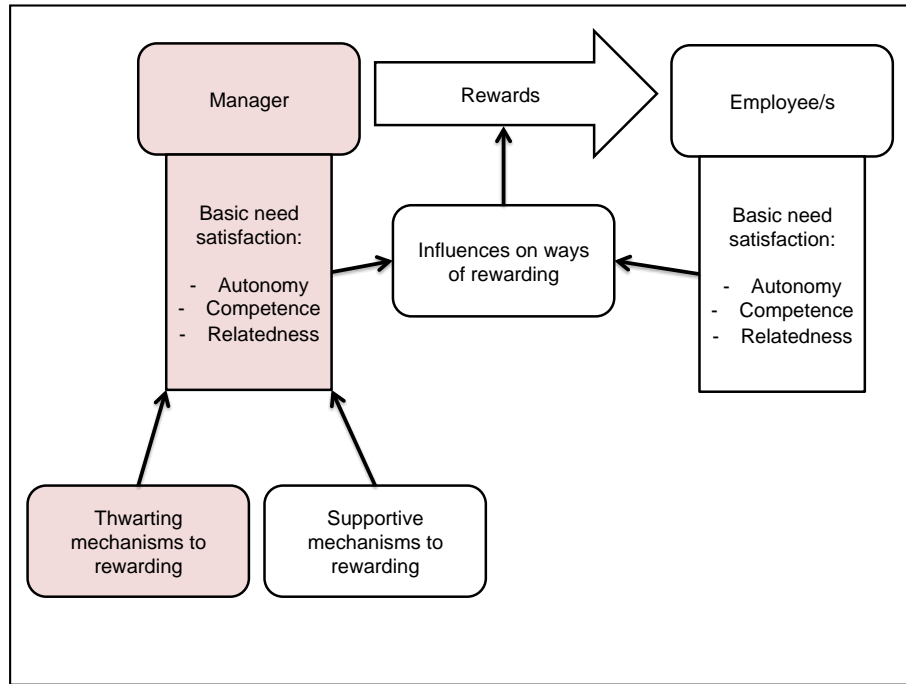 Manager
Rewards
Employee/s
Basic need
satisfaction:
- Autonomy
- Competence
- Relatedness
Influences on ways
of rewarding
Basic need
satisfaction:
- Autonomy
- Competence
- Relatedness
Thwarting
mechanisms to
rewarding
Supportive
mechanisms to
rewarding